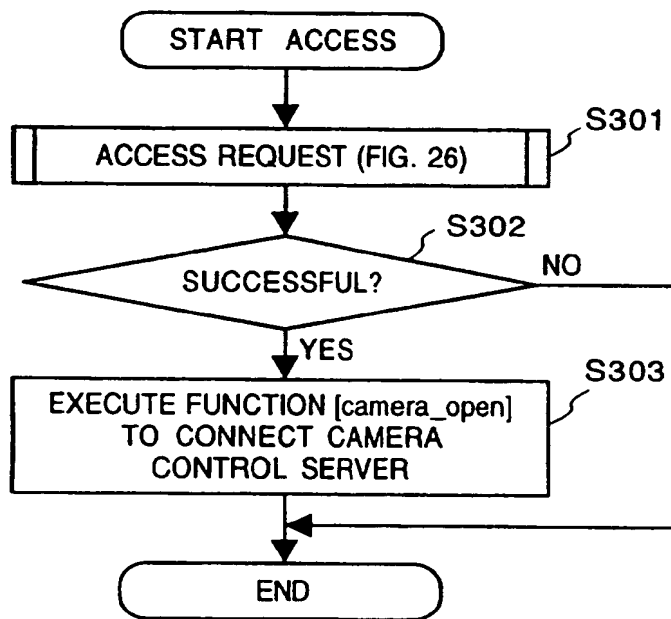 START ACCESS
S301
ACCESS REQUEST (FIG. 26)
S302
SUCCESSFUL?
NO
YES
S303
EXECUTE FUNCTION [camera_open]
TO CONNECT CAMERA
CONTROL SERVER
END